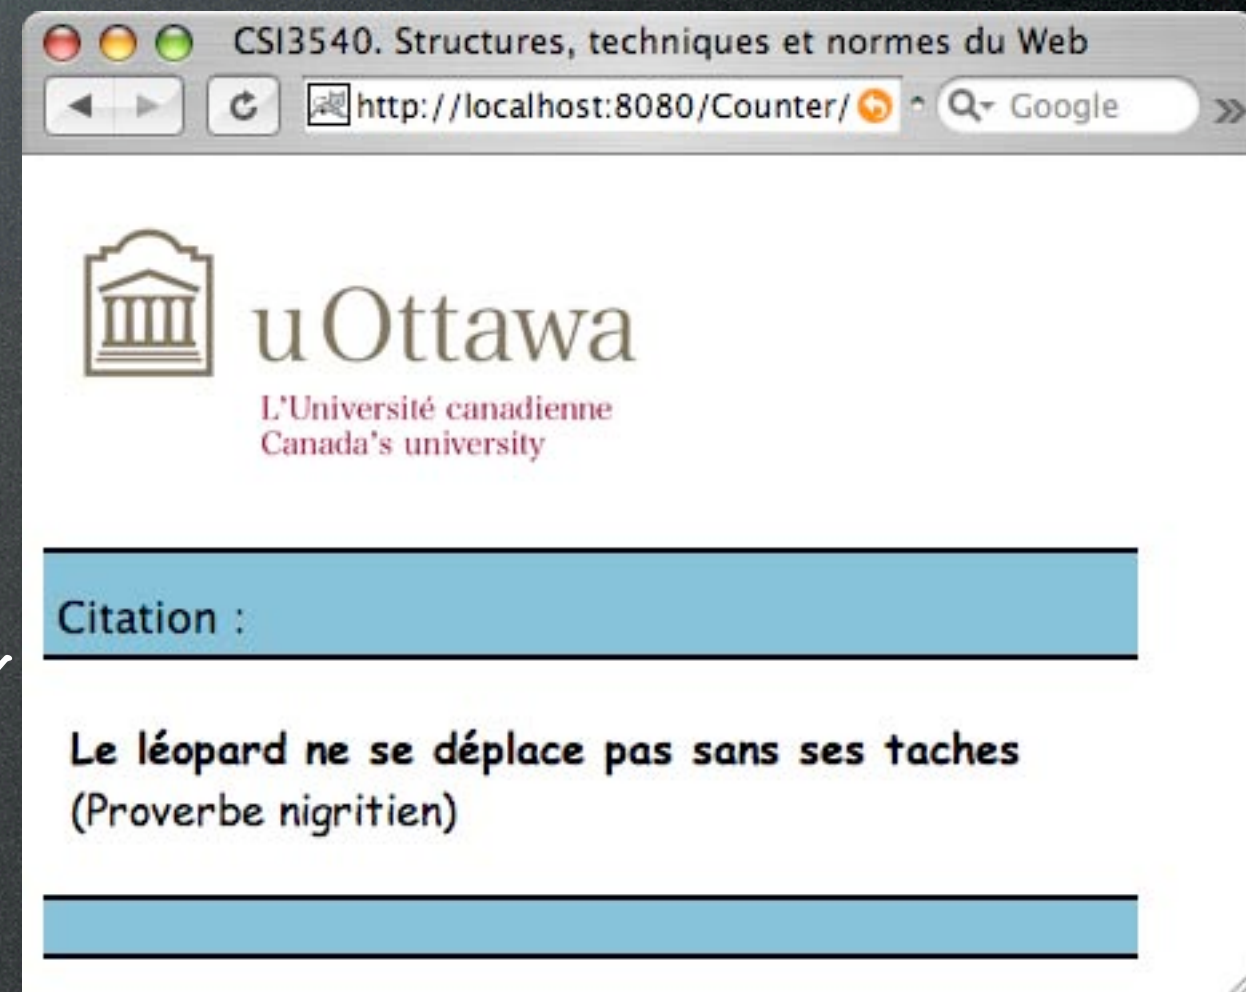 CSI3540. Structures, techniques et normes du Web
http://localhost:8080/Counter/ Google
uOttawa
L'Université canadienne
Canada's university
Citation :
Le léopard ne se déplace pas sans ses taches
(Proverbe nigritien)